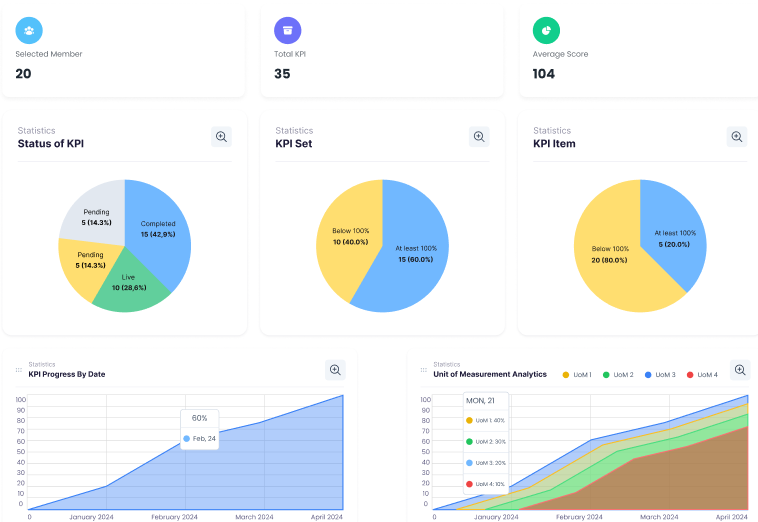 Selected Member
20
Total KPI
35
Average Score
104
Statistics
Status of KPI
Pending
5 (14.3%)
Completed
15 (42,9%)
Pending
5 (14.3%)
Live
10 (28,6%)
Statistics
KPI Set
Below 100%
10 (40.0%)
At least 100%
15 (60.0%)
Statistics
KPI Item
At least 100%
5 (20.0%)
Below 100%
20 (80.0%)
Statistics
KPI Progress By Date
100
90
80
70
60
50
40
30
20
10
0
60%
Feb, 24
0
January 2024
February 2024
March 2024
April 2024
Statistics
Unit of Measurement Analytics
UoM 1
UoM 2
UoM 3
UoM 4
100
90
80
70
60
50
40
30
20
10
0
MON, 21
UoM 1: 40%
UoM 2: 30%
UoM 3: 20%
UoM 4: 10%
0
January 2024
February 2024
March 2024
April 2024